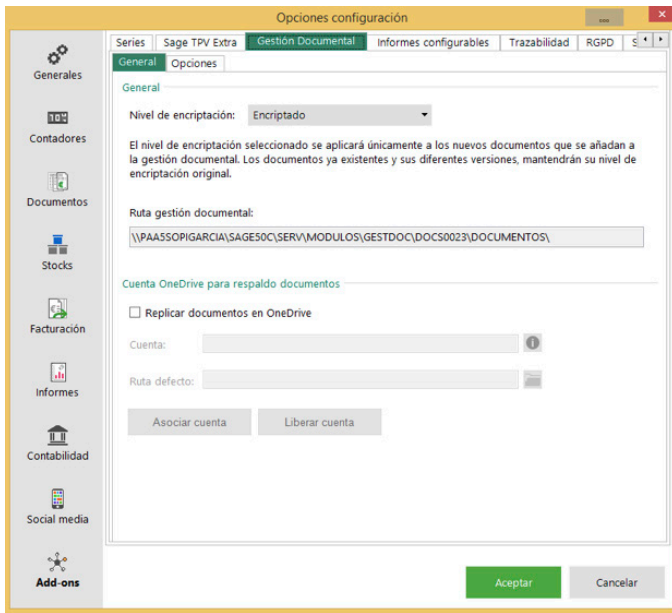 Opciones configuración
Generales
Contadores
Documentos
Stocks
Facturación
Informes
Contabilidad
Social media
Add-ons
Series Sage TPV Extra Gestión Documental Informes configurables Trazabilidad RGPD S
General Opciones
General
Nivel de encriptación: Encriptado
El nivel de encriptación seleccionado se aplicará únicamente a los nuevos documentos que se añadan a
la gestión documental. Los documentos ya existentes y sus diferentes versiones, mantendrán su nivel de
encriptación original.
Ruta gestión documental:
\\PAA5SOPIGARCIA\SAGE50C\SERV\MODULOS\GESTDOC\DOCS0023\DOCUMENTOS\
Cuenta OneDrive para respaldo documentos
Replicar documentos en OneDrive
Cuenta:
Ruta defecto:
Asociar cuenta Liberar cuenta
Aceptar Cancelar